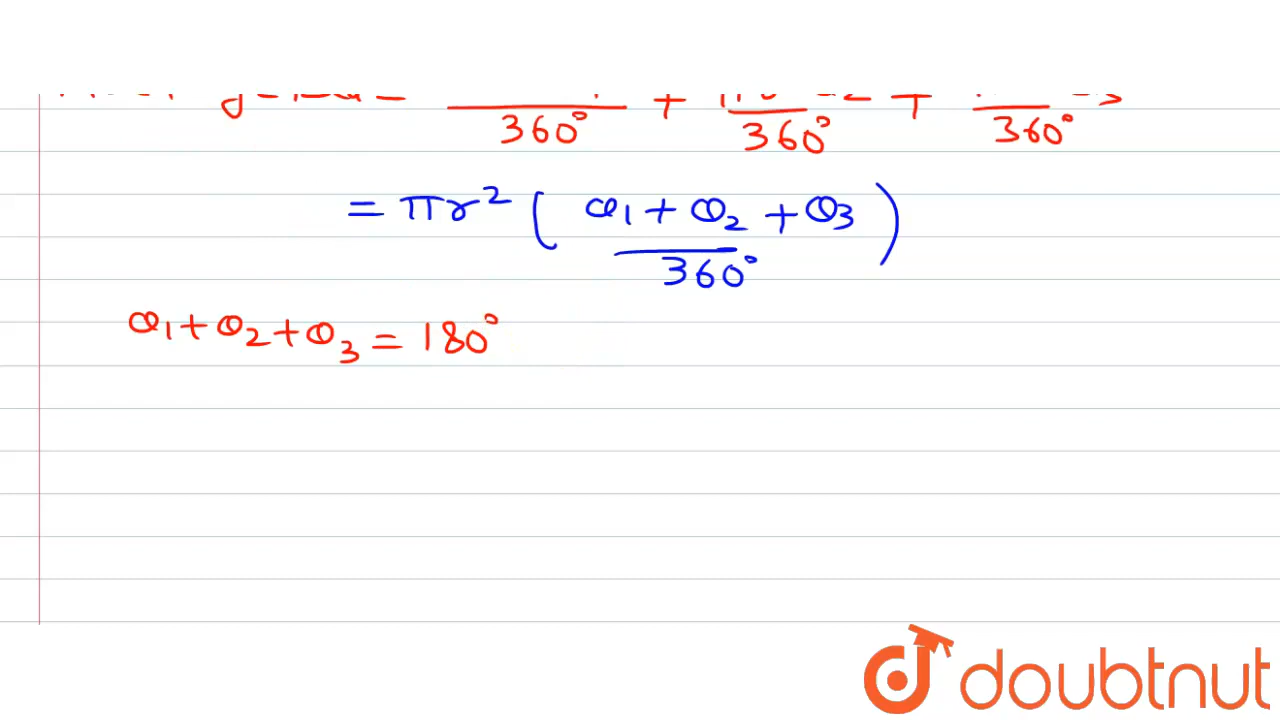 360° + 360° + 360°
= πr² ( θ1 + θ2 + θ3 / 360° )
θ1 + θ2 + θ3 = 180°
doubtnut